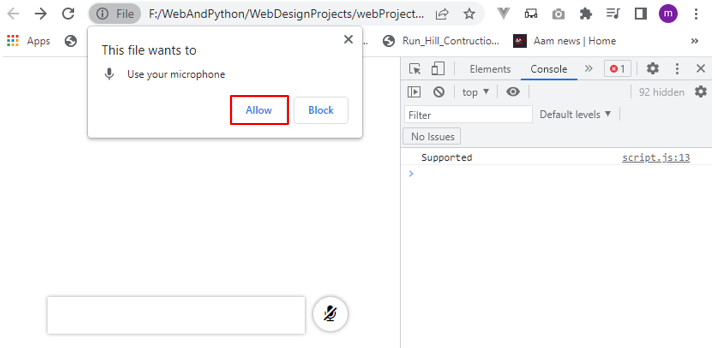 File F:/WebAndPython/WebDesignProjects/webProject...
Apps Run_Hill_Contructio... Aam news | Home
This file wants to
Use your microphone
Allow Block
Elements Console 1
top 92 hidden
Filter Default levels
No Issues
Supported script.js:13
m